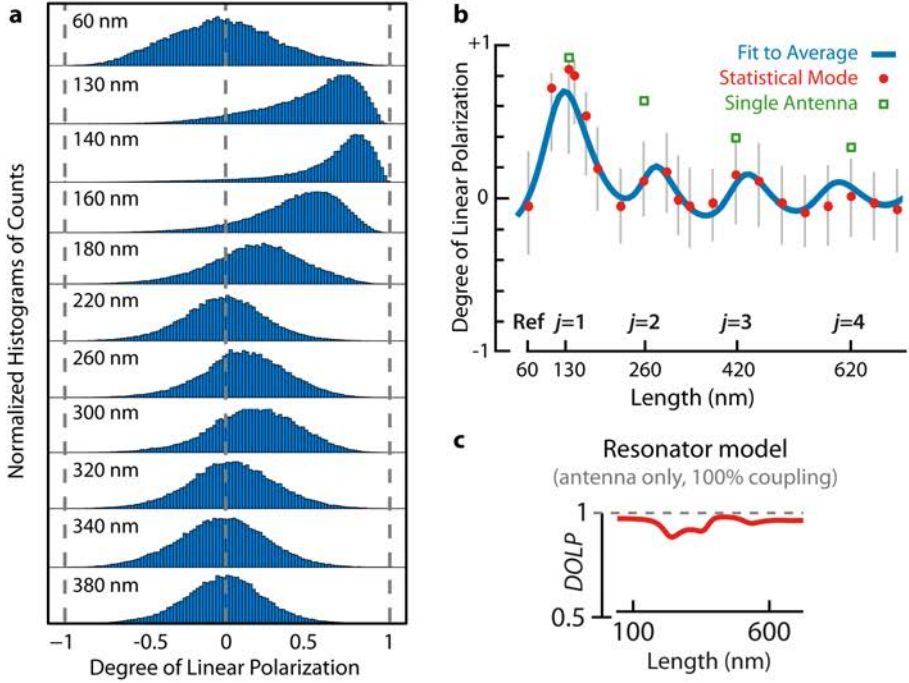 a
Normalized Histograms of Counts
60 nm
130 nm
140 nm
160 nm
180 nm
220 nm
260 nm
300 nm
320 nm
340 nm
380 nm
−1 -0.5 0 0.5 1
Degree of Linear Polarization
b
Degree of Linear Polarization
+1
0
-1
Fit to Average
Statistical Mode
Single Antenna
Ref j=1 j=2 j=3 j=4
60 130 260 420 620
Length (nm)
c
Resonator model
(antenna only, 100% coupling)
DOLP
1
0.5
100 600
Length (nm)